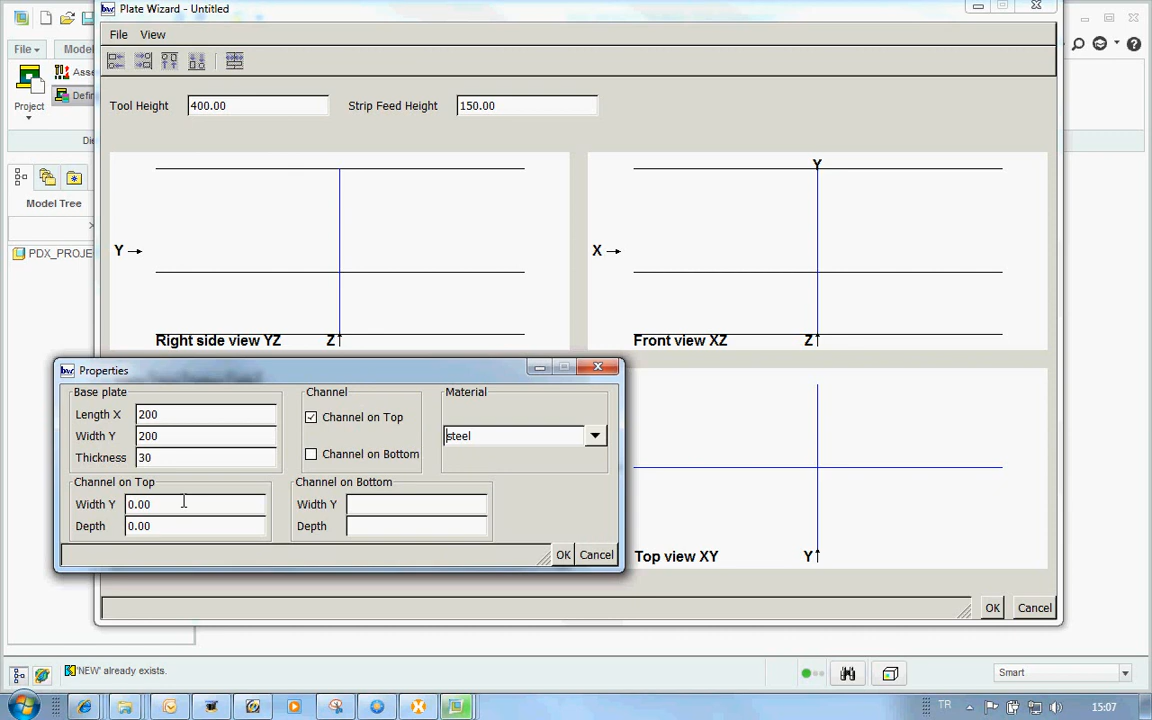 Plate Wizard - Untitled
File
Model
File View
Asse
Defin
Project
Die
Tool Height 400.00 Strip Feed Height 150.00
Model Tree
PDX_PROJE
Y
Right side view YZ Z
Y
X
Front view XZ Z
Top view XY Y
Properties
Base plate
Length X 200
Width Y 200
Thickness 30
Channel
Channel on Top
Channel on Bottom
Material
steel
Channel on Top
Width Y 0.00
Depth 0.00
Channel on Bottom
Width Y
Depth
OK Cancel
OK Cancel
'NEW' already exists.
Smart
TR
15:07